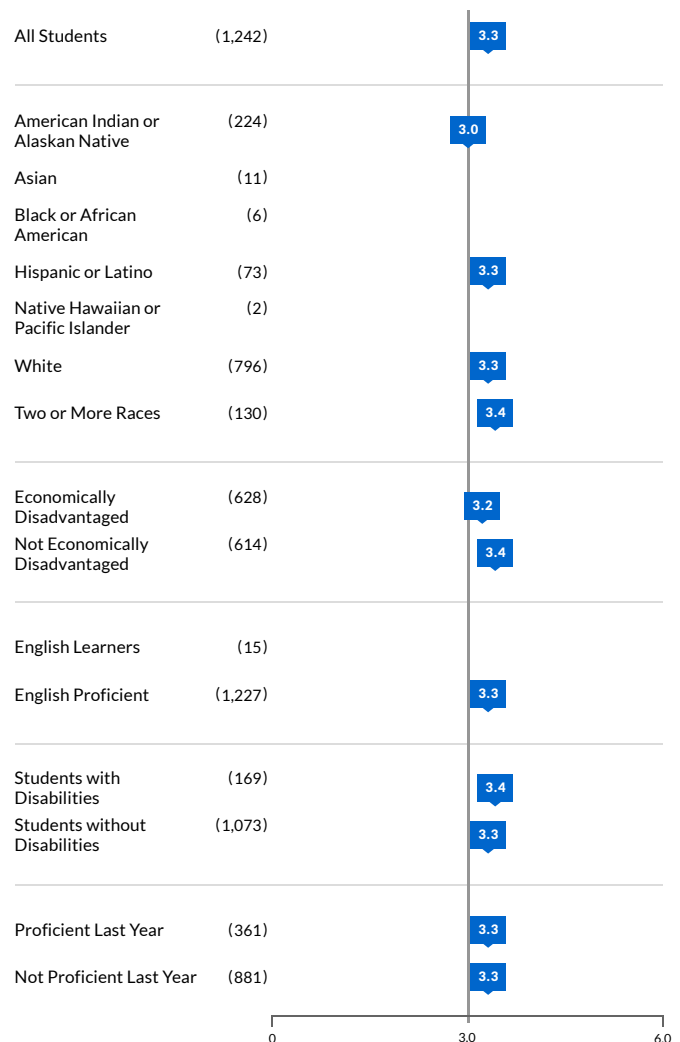 All Students (1,242) 3.3
American Indian or (224)
Alaskan Native 3.0
Asian (11)
Black or African (6)
American
Hispanic or Latino (73) 3.3
Native Hawaiian or (2)
Pacific Islander
White (796) 3.3
Two or More Races (130) 3.4
Economically (628) 3.2
Disadvantaged
Not Economically (614) 3.4
Disadvantaged
English Learners (15)
English Proficient (1,227) 3.3
Students with (169) 3.4
Disabilities
Students without (1,073) 3.3
Disabilities
Proficient Last Year (361) 3.3
Not Proficient Last Year (881) 3.3
0 3.0 6.0